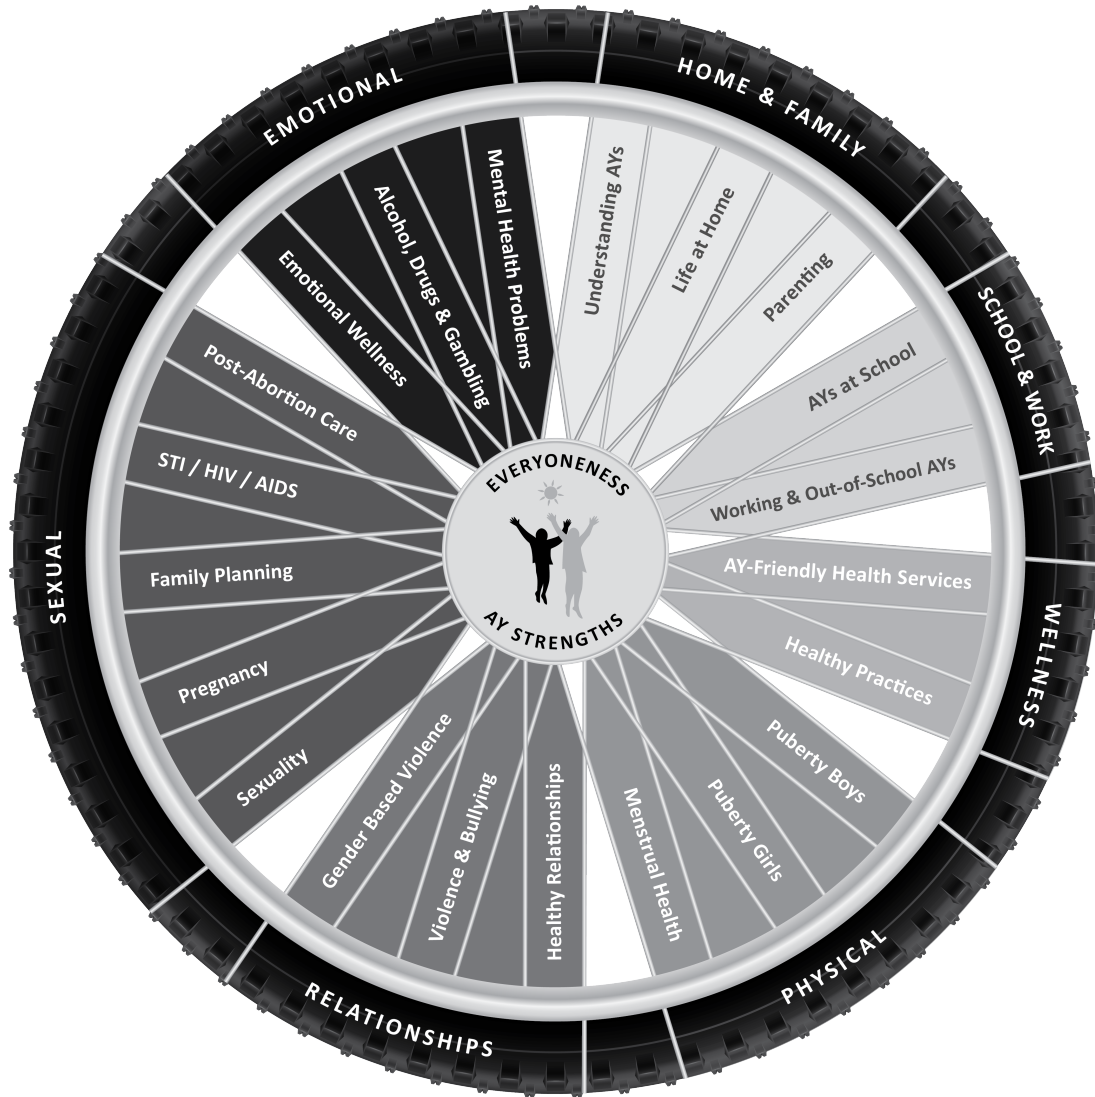 HOME & FAMILY
Understanding AYs
Life at Home
Parenting
SCHOOL & WORK
AYs at School
Working & Out-of-School AYs
WELLNESS
AY-Friendly Health Services
Healthy Practices
PHYSICAL
Puberty Boys
Puberty Girls
Menstrual Health
RELATIONSHIPS
Healthy Relationships
Violence & Bullying
Gender Based Violence
SEXUAL
Sexuality
Pregnancy
Family Planning
STI / HIV / AIDS
Post-Abortion Care
EMOTIONAL
Emotional Wellness
Alcohol, Drugs & Gambling
Mental Health Problems
EVERYONENESS
AY STRENGTHS